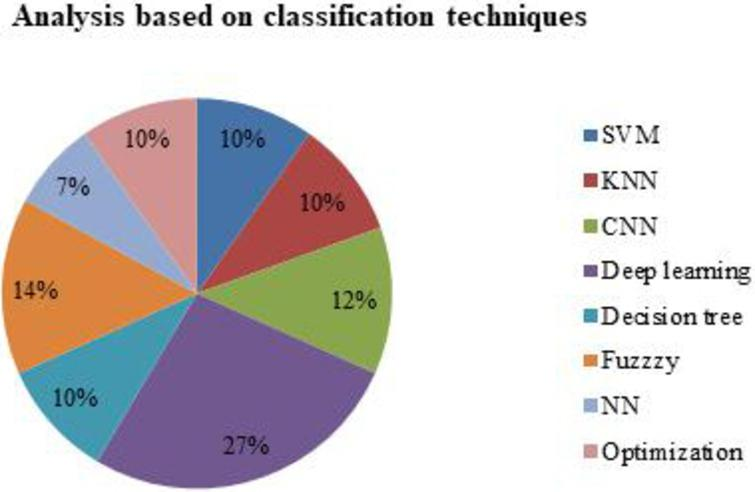 Analysis based on classification techniques
10%
10%
12%
27%
10%
14%
7%
10%
SVM
KNN
CNN
Deep learning
Decision tree
Fuzzzy
NN
Optimization